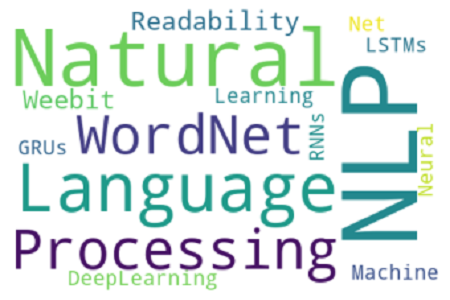 Readability
Net
Natural
LSTMs
Weebit
Learning
NLP
GRUs
WordNet
RNNs
Neural
Language
Processing
DeepLearning
Machine